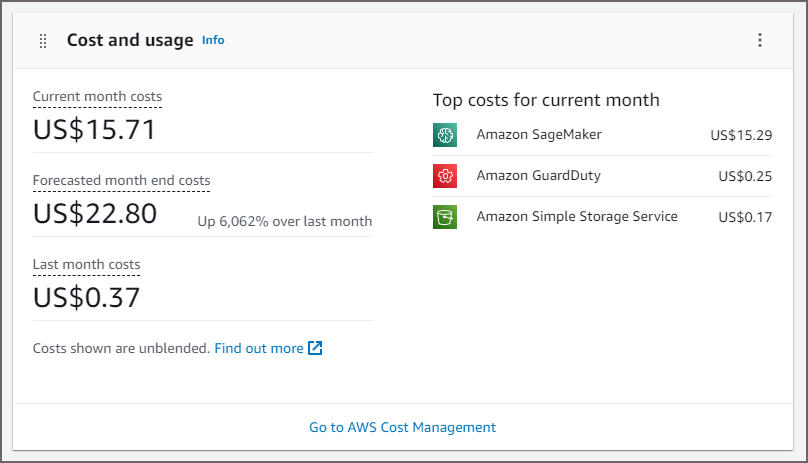 Cost and usage Info
Current month costs
US$15.71
Forecasted month end costs
US$22.80 Up 6,062% over last month
Last month costs
US$0.37
Costs shown are unblended. Find out more
Top costs for current month
Amazon SageMaker US$15.29
Amazon GuardDuty US$0.25
Amazon Simple Storage Service US$0.17
Go to AWS Cost Management